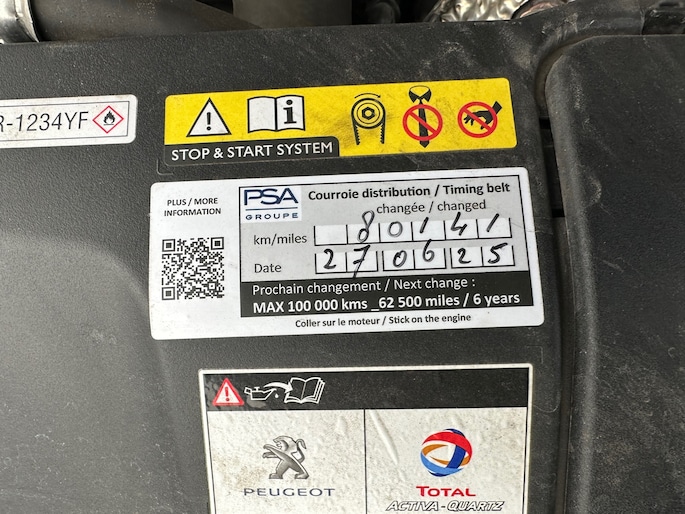 R-1234YF
STOP & START SYSTEM
PLUS / MORE
INFORMATION
PSA
GROUPE
Courroie distribution / Timing belt
changée / changed
km/miles 80141
Date 270625
Prochain changement / Next change :
MAX 100 000 kms _62 500 miles / 6 years
Coller sur le moteur / Stick on the engine
PEUGEOT
TOTAL
ACTIVA-QUARTZ